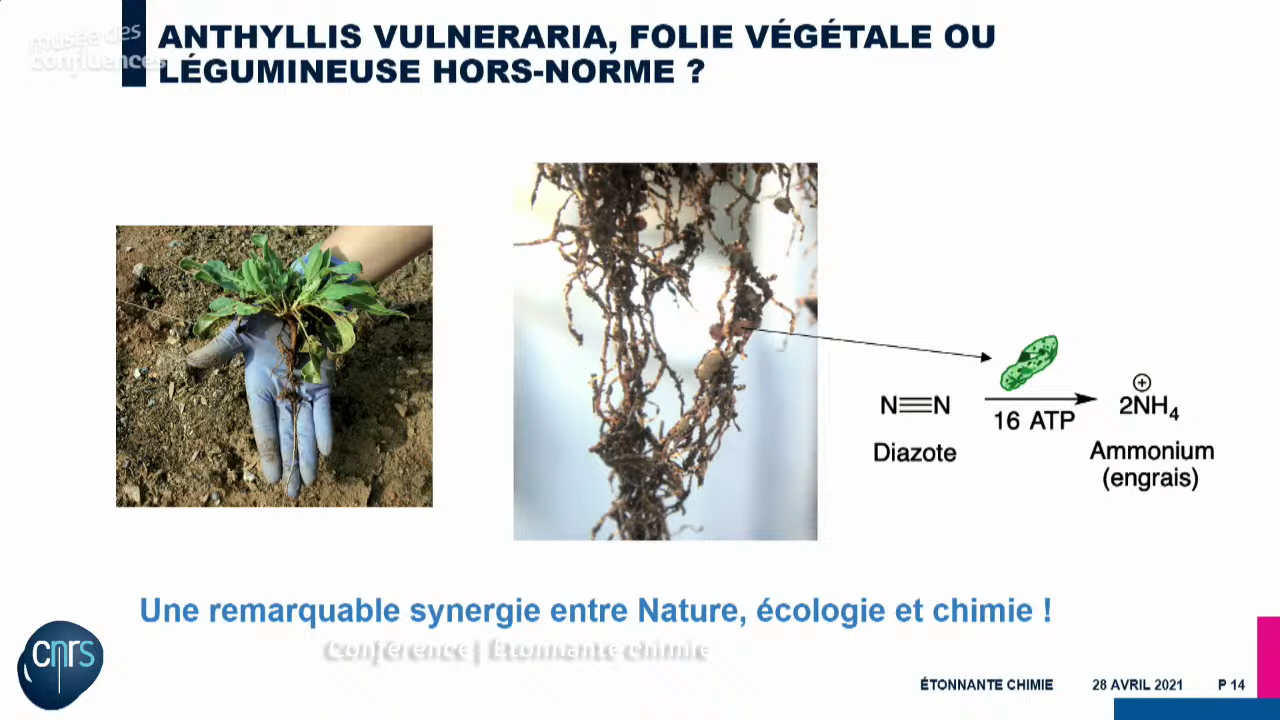 musée des
confluences
ANTHYLLIS VULNERARIA, FOLIE VÉGÉTALE OU
LÉGUMINEUSE HORS-NORME ?
N≡N
Diazote
16 ATP
⊕
2NH₄
Ammonium
(engrais)
Une remarquable synergie entre Nature, écologie et chimie !
Conférence | Étonnante chimie
cnrs
ÉTONNANTE CHIMIE 28 AVRIL 2021 P 14